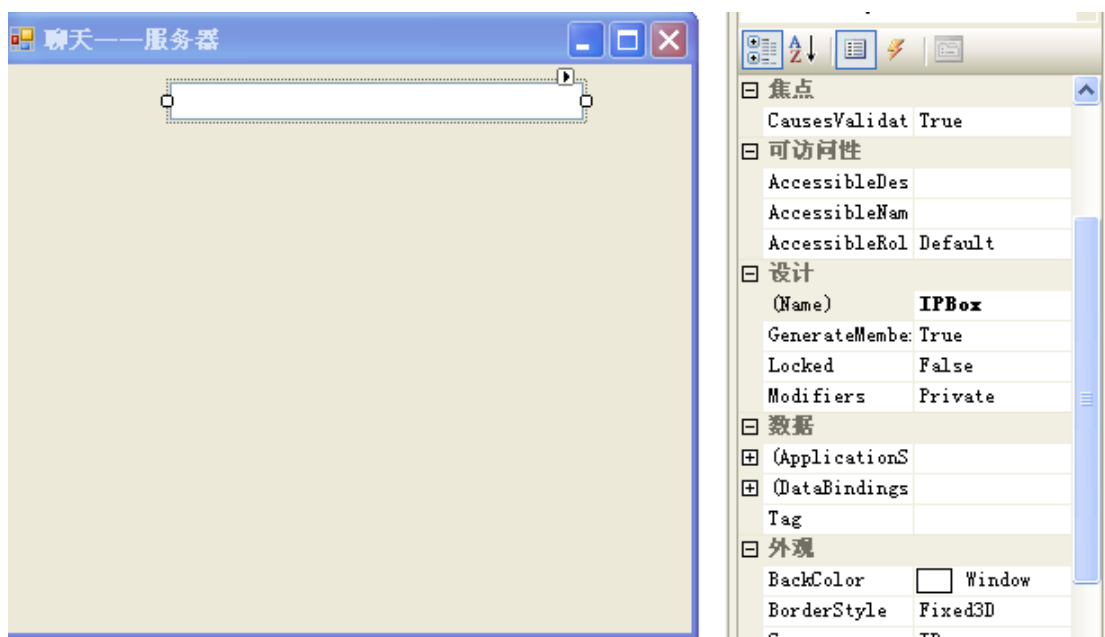 聊天——服务器
焦点
CausesValidat True
可访问性
AccessibleDes
AccessibleNam
AccessibleRol Default
设计
(Name) IPBox
GenerateMembe: True
Locked False
Modifiers Private
数据
(ApplicationS
(DataBindings
Tag
外观
BackColor Window
BorderStyle Fixed3D